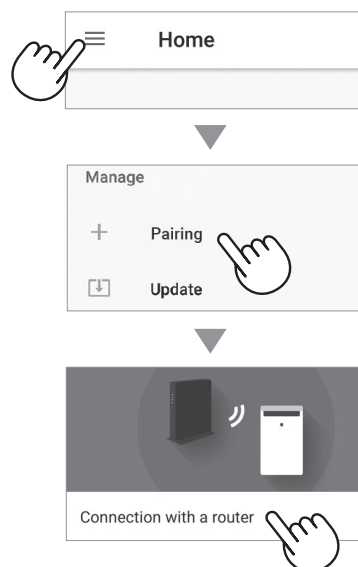 Home
Manage
Pairing
Update
Connection with a router